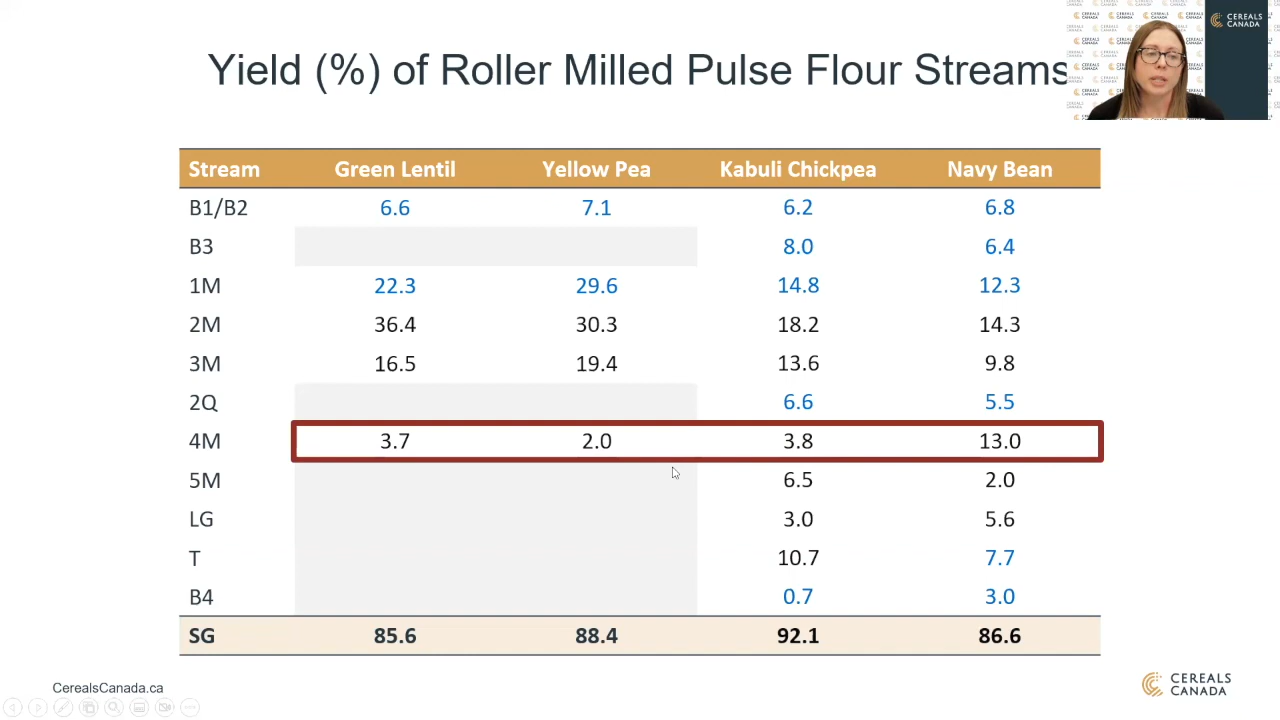 Yield (%) of Roller Milled Pulse Flour Streams
CEREALS CANADA
Stream Green Lentil Yellow Pea Kabuli Chickpea Navy Bean
B1/B2 6.6 7.1 6.2 6.8
B3 8.0 6.4
1M 22.3 29.6 14.8 12.3
2M 36.4 30.3 18.2 14.3
3M 16.5 19.4 13.6 9.8
2Q 6.6 5.5
4M 3.7 2.0 3.8 13.0
5M 6.5 2.0
LG 3.0 5.6
T 10.7 7.7
B4 0.7 3.0
SG 85.6 88.4 92.1 86.6
CerealsCanada.ca
CEREALS
CANADA